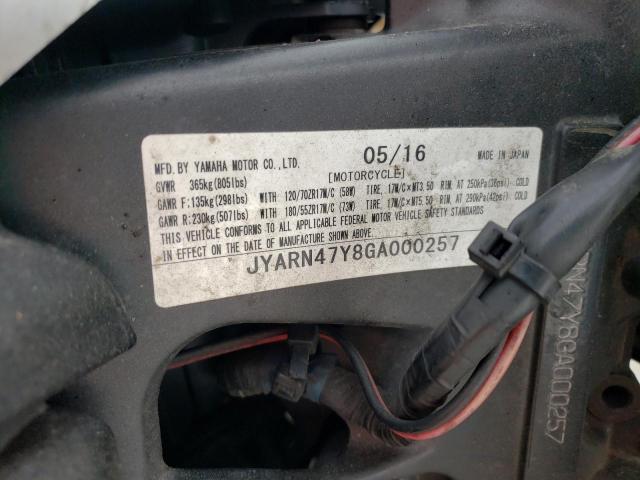 MFD. BY YAMAHA MOTOR CO., LTD. 05/16 MADE IN JAPAN
GVWR 365kg(805lbs) [MOTORCYCLE]
GAWR F:135kg(298lbs) WITH 120/70ZR17M/C (58W) TIRE, 17M/C×MT3.50 RIM, AT 250kPa(36psi) COLD
GAWR R:230kg(507lbs) WITH 180/55ZR17M/C (73W) TIRE, 17M/C×MT5.50 RIM, AT 290kPa(42psi) COLD
THIS VEHICLE CONFORMS TO ALL APPLICABLE FEDERAL MOTOR VEHICLE SAFETY STANDARDS
IN EFFECT ON THE DATE OF MANUFACTURE SHOWN ABOVE.
JYARN47Y8GA000257
RN47Y8GA000257